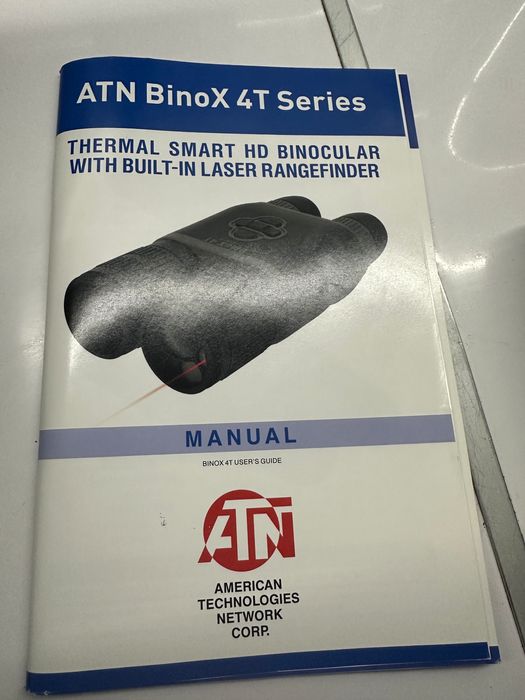 ATN BinoX 4T Series
THERMAL SMART HD BINOCULAR
WITH BUILT-IN LASER RANGEFINDER
MANUAL
BINOX 4T USER'S GUIDE
ATN
AMERICAN
TECHNOLOGIES
NETWORK
CORP.